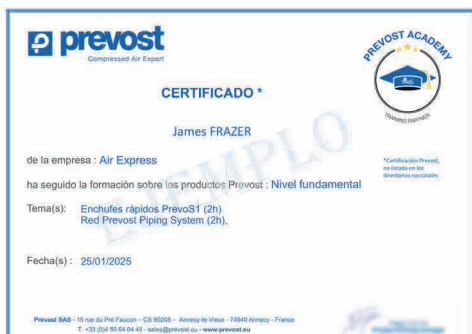 prevost
Compressed Air Expert
PREVOST ACADEMY
TRAINING PARTNER
CERTIFICADO *
James FRAZER
EJEMPLO
de la empresa : Air Express
*Certificación Prevost,
no listada en los
directorios nacionales
ha seguido la formación sobre los productos Prevost : Nivel fundamental
Tema(s): Enchufes rápidos PrevoS1 (2h)
Red Prevost Piping System (2h),
Fecha(s) : 25/01/2025
Prevost SAS - 15 rue du Pré Faucon – CS 90208 – Annecy-le-Vieux - 74940 Annecy - France
T. +33 (0)4 50 64 04 45 - sales@prevost.eu - www.prevost.eu